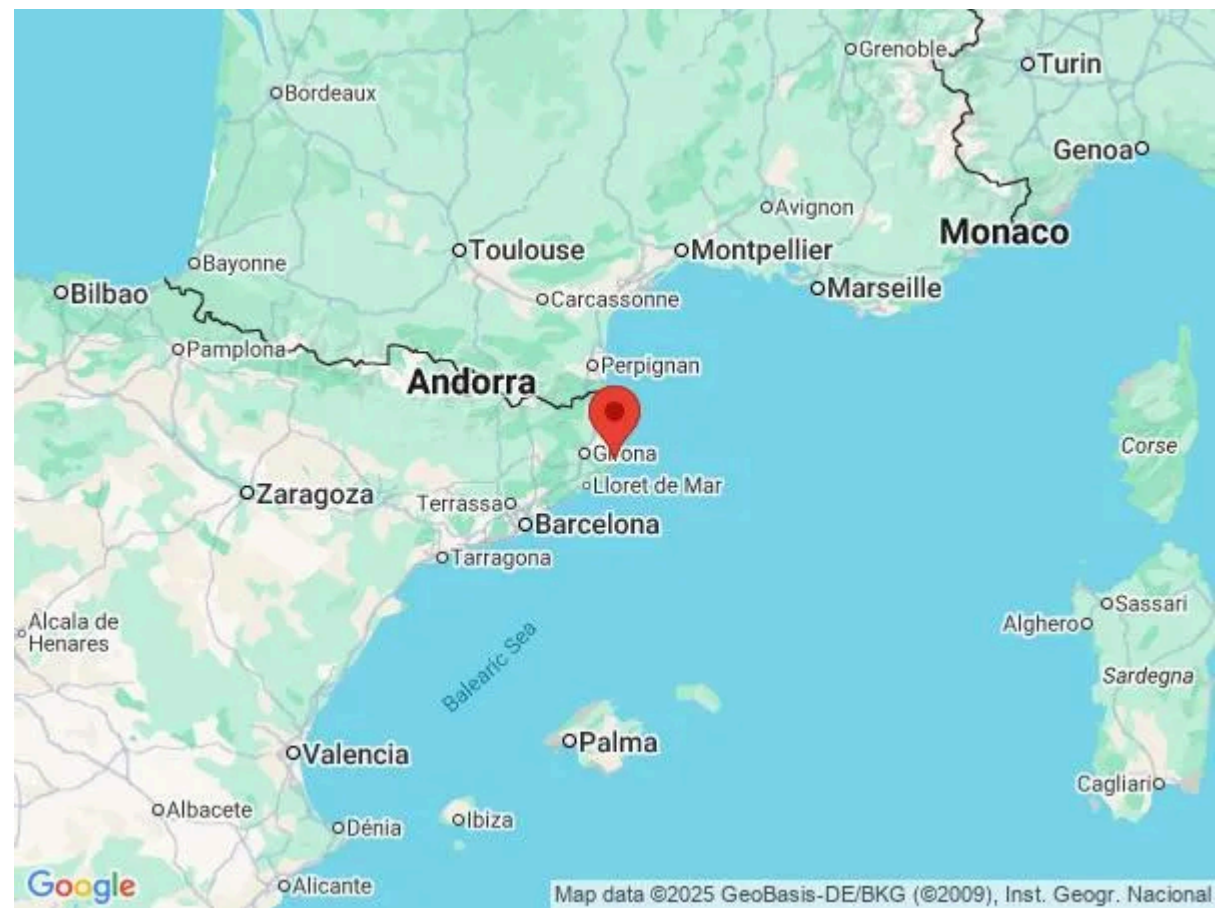 Grenoble
Turin
Bordeaux
Genoa
Avignon
Monaco
Toulouse
Montpellier
Bayonne
Marseille
Bilbao
Carcassonne
Pamplona
Perpignan
Andorra
Corse
Girona
Lloret de Mar
Zaragoza
Terrassa
Barcelona
Tarragona
Sassari
Alghero
Alcala de
Henares
Balearic Sea
Sardegna
Palma
Valencia
Cagliari
Albacete
Ibiza
Dénia
Alicante
Google
Map data ©2025 GeoBasis-DE/BKG (©2009), Inst. Geogr. Nacional